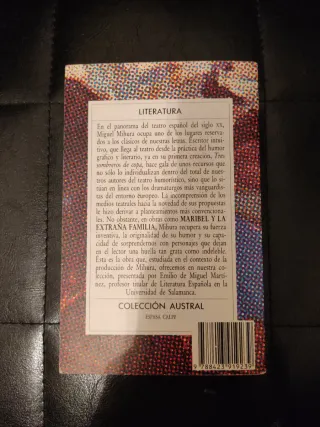 LITERATURA
En el panorama del teatro español del siglo XX,
Miguel Mihura ocupa uno de los lugares reserva-
dos a los clásicos de nuestras letras. Escritor intui-
tivo, que llega al teatro desde la práctica del humor
gráfico y literario, ya en su primera creación, Tres
sombreros de copa, hace gala de unos recursos que
no sólo lo individualizan dentro del total de nues-
tros autores del teatro humorístico, sino que lo si-
túan en línea con los dramaturgos más vanguardis-
tas del entorno europeo. La incomprensión de los
medios teatrales hacia la novedad de sus propuestas
le hizo derivar a planteamientos más convenciona-
les. No obstante, en obras como MARIBEL Y LA
EXTRAÑA FAMILIA, Mihura recupera su fuerza
inventiva, la originalidad de su humor y su capa-
cidad de sorprendernos con personajes que dejan
en el lector una huella tan grata como indeleble.
Esta es la obra que, estudiada en el contexto de la
producción de Mihura, ofrecemos en nuestra co-
lección, presentada por Emilio de Miguel Martí-
nez, profesor titular de Literatura Española en la
Universidad de Salamanca.
COLECCIÓN AUSTRAL
ESPASA CALPE
9 788423 919239